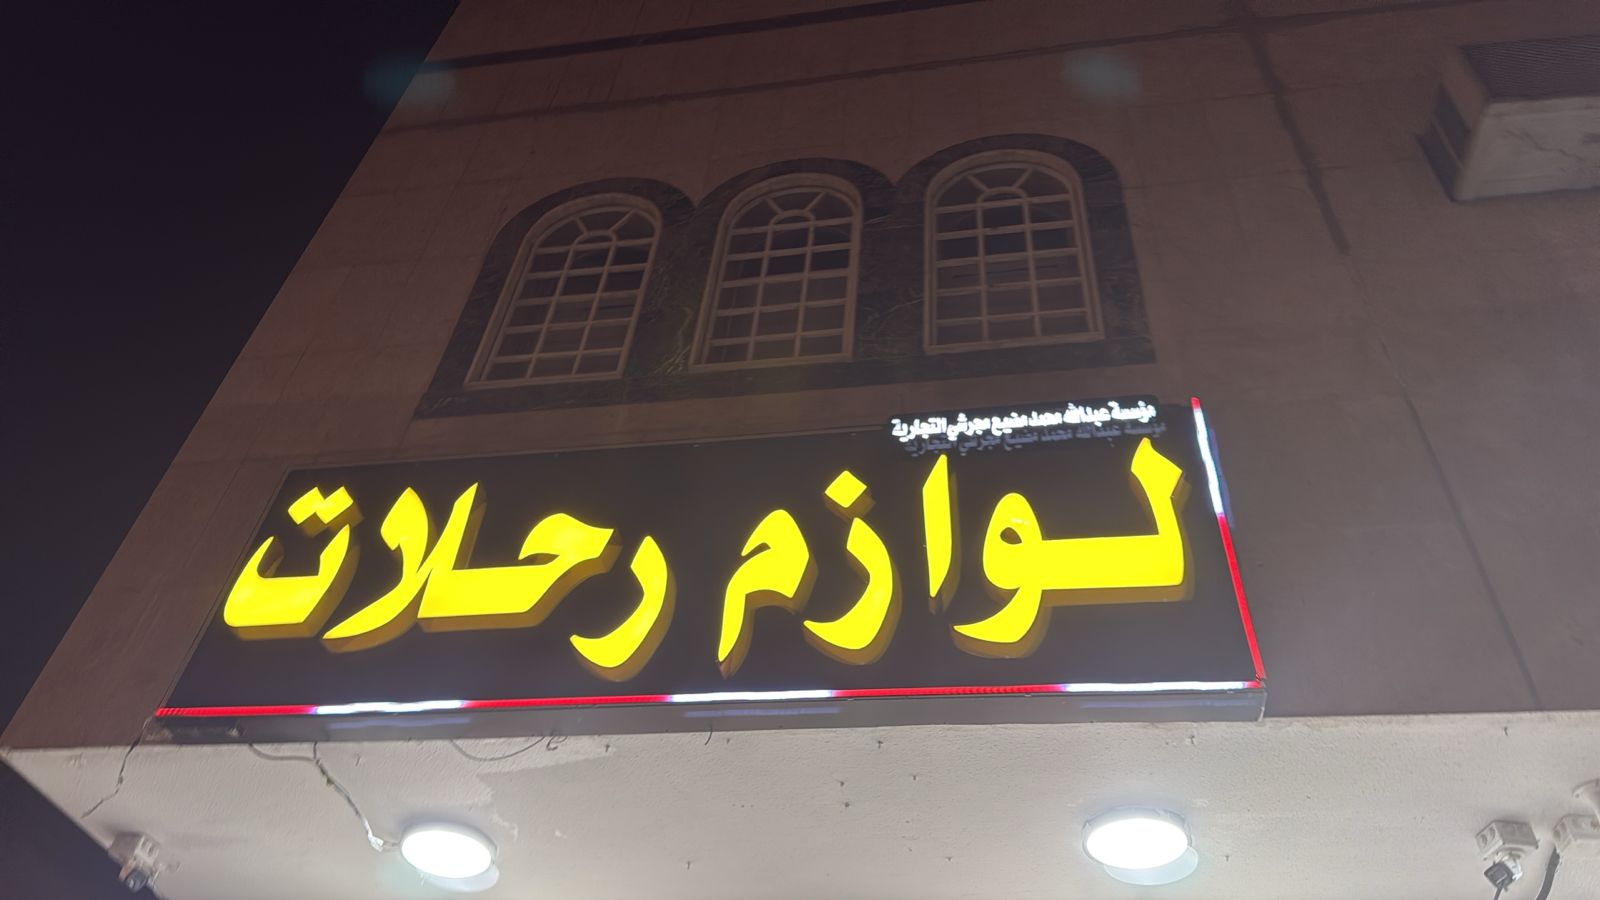 مؤسسة عبدالله محمد مضيع مجرشي التجارية
لوازم رحلات